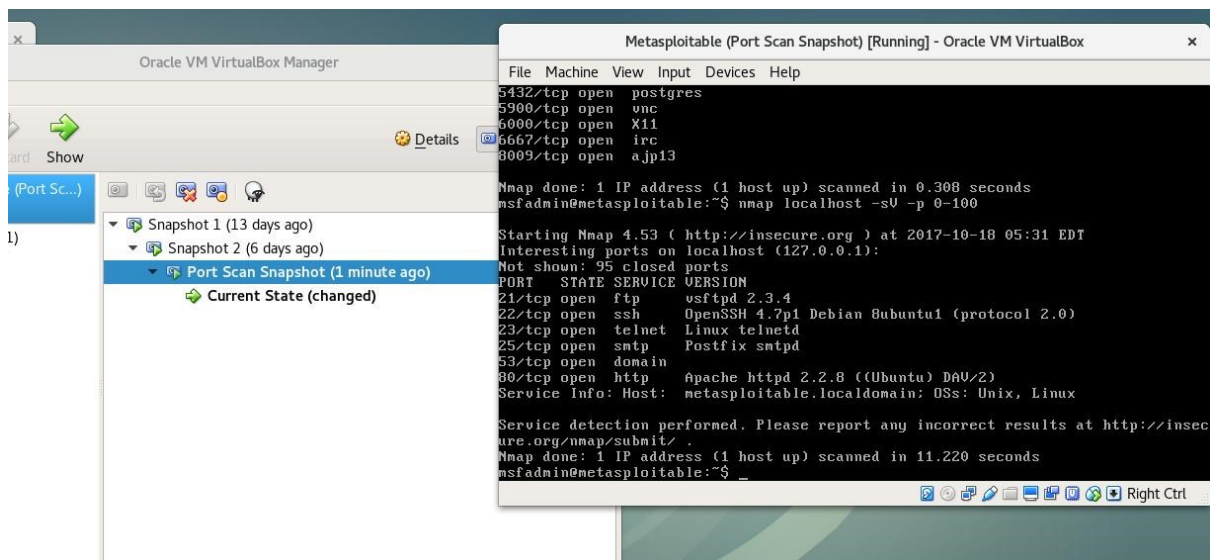 Oracle VM VirtualBox Manager
Show
Details
(Port Sc...)
Snapshot 1 (13 days ago)
Snapshot 2 (6 days ago)
Port Scan Snapshot (1 minute ago)
Current State (changed)
Metasploitable (Port Scan Snapshot) [Running] - Oracle VM VirtualBox
File Machine View Input Devices Help
5432/tcp open postgres
5900/tcp open vnc
6000/tcp open X11
6667/tcp open irc
8009/tcp open ajp13
Nmap done: 1 IP address (1 host up) scanned in 0.308 seconds
msfadmin@metasploitable:~$ nmap localhost -sV -p 0-100
Starting Nmap 4.53 ( http://insecure.org ) at 2017-10-18 05:31 EDT
Interesting ports on localhost (127.0.0.1):
Not shown: 95 closed ports
PORT STATE SERVICE VERSION
21/tcp open ftp vsftpd 2.3.4
22/tcp open ssh OpenSSH 4.7p1 Debian 8ubuntu1 (protocol 2.0)
23/tcp open telnet Linux telnetd
25/tcp open smtp Postfix smtpd
53/tcp open domain
80/tcp open http Apache httpd 2.2.8 ((Ubuntu) DAV/2)
Service Info: Host: metasploitable.localdomain; OSs: Unix, Linux
Service detection performed. Please report any incorrect results at http://insec
ure.org/nmap/submit/ .
Nmap done: 1 IP address (1 host up) scanned in 11.220 seconds
msfadmin@metasploitable:~$ _
Right Ctrl